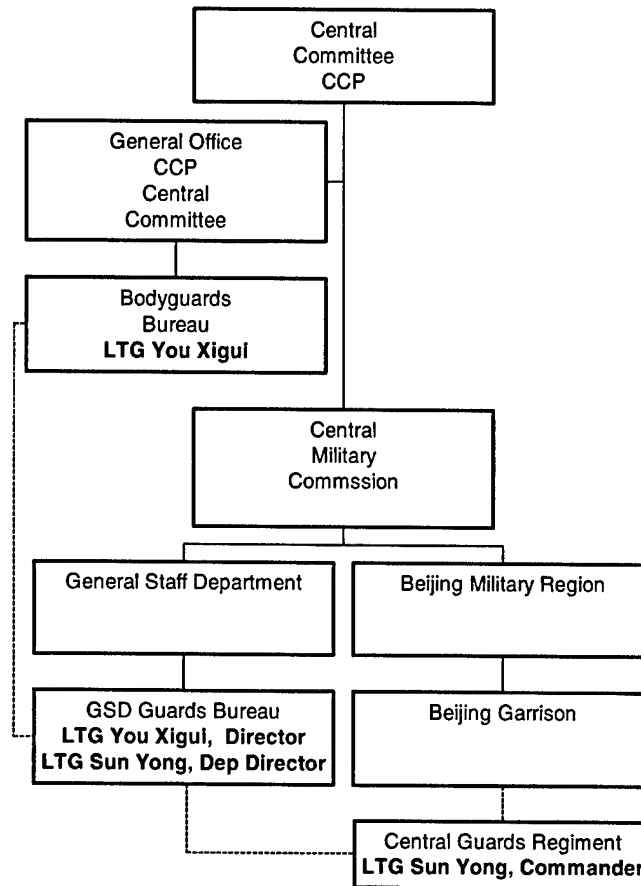 Central
Committee
CCP
General Office
CCP
Central
Committee
Bodyguards
Bureau
LTG You Xigui
Central
Military
Commssion
General Staff Department
Beijing Military Region
GSD Guards Bureau
LTG You Xigui, Director
LTG Sun Yong, Dep Director
Beijing Garrison
Central Guards Regiment
LTG Sun Yong, Commander